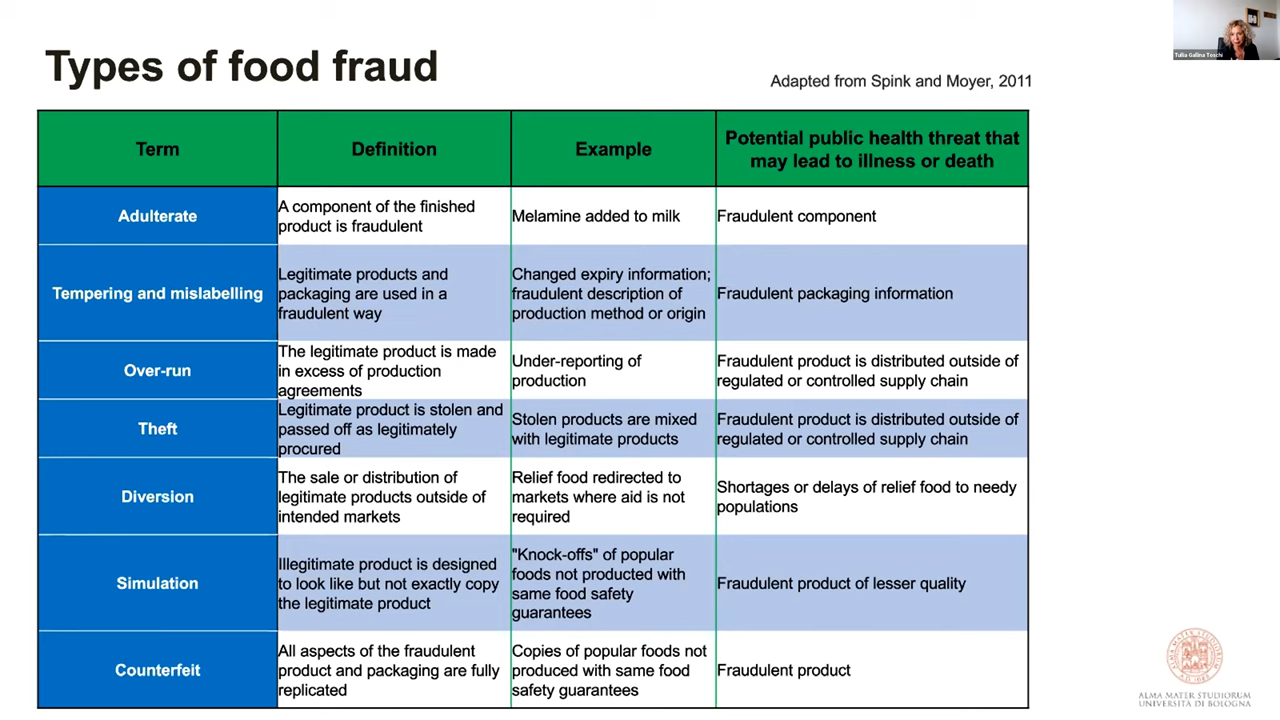 Types of food fraud
Adapted from Spink and Moyer, 2011
Tullia Gallina Toschi
Term
Definition
Example
Potential public health threat that
may lead to illness or death
Adulterate
A component of the finished
product is fraudulent
Melamine added to milk
Fraudulent component
Tempering and mislabelling
Legitimate products and
packaging are used in a
fraudulent way
Changed expiry information;
fraudulent description of
production method or origin
Fraudulent packaging information
Over-run
The legitimate product is made
in excess of production
agreements
Under-reporting of
production
Fraudulent product is distributed outside of
regulated or controlled supply chain
Theft
Legitimate product is stolen and
passed off as legitimately
procured
Stolen products are mixed
with legitimate products
Fraudulent product is distributed outside of
regulated or controlled supply chain
Diversion
The sale or distribution of
legitimate products outside of
intended markets
Relief food redirected to
markets where aid is not
required
Shortages or delays of relief food to needy
populations
Simulation
Illegitimate product is designed
to look like but not exactly copy
the legitimate product
"Knock-offs" of popular
foods not producted with
same food safety
guarantees
Fraudulent product of lesser quality
Counterfeit
All aspects of the fraudulent
product and packaging are fully
replicated
Copies of popular foods not
produced with same food
safety guarantees
Fraudulent product
ALMA MATER STUDIORUM
UNIVERSITÀ DI BOLOGNA